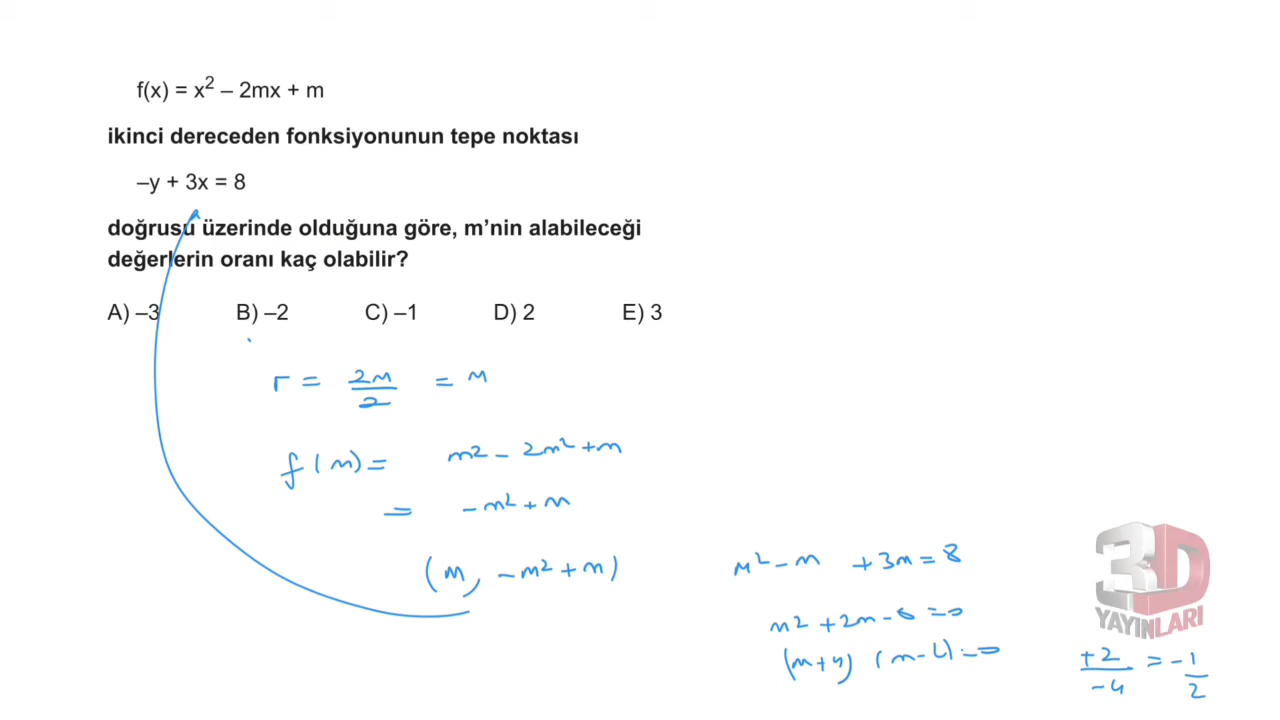 f(x) = x² – 2mx + m
ikinci dereceden fonksiyonunun tepe noktası
–y + 3x = 8
doğrusu üzerinde olduğuna göre, m’nin alabileceği
değerlerin oranı kaç olabilir?
A) –3 B) –2 C) –1 D) 2 E) 3
r = 2m/2 = m
f(m) = m² – 2m² + m
= –m² + m
(m, –m² + m)
m² – m + 3m = 8
m² + 2m – 8 = 0
(m+4) (m–2) = 0
+2/–4 = –1/2
3D
YAYINLARI